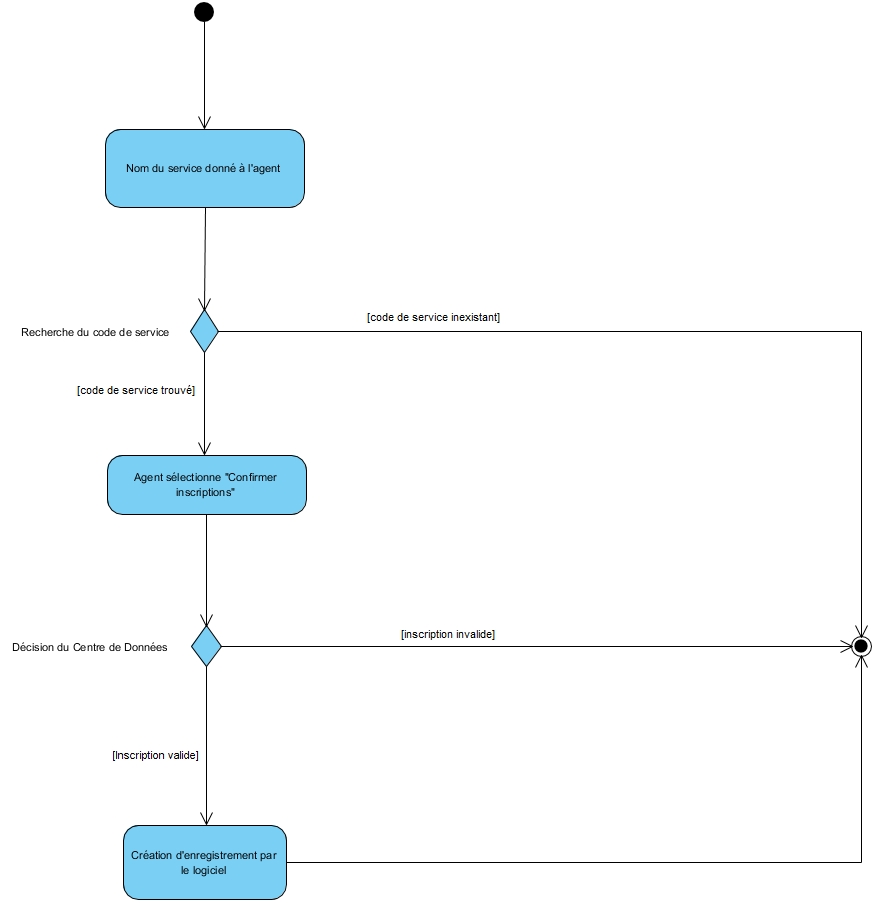 Nom du service donné à l'agent
[code de service inexistant]
Recherche du code de service
[code de service trouvé]
Agent sélectionne "Confirmer
inscriptions"
[inscription invalide]
Décision du Centre de Données
[Inscription valide]
Création d'enregistrement par
le logiciel